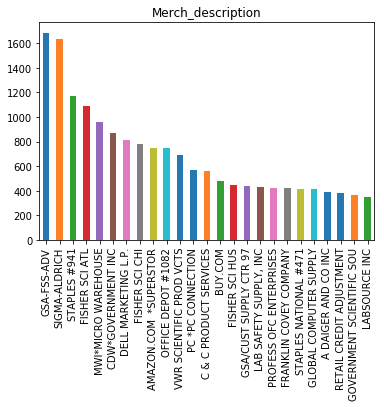 Merch_description
1600
1400
1200
1000
800
600
400
200
0
GSA-FSS-ADV
SIGMA-ALDRICH
STAPLES #941
FISHER SCI ATL
MWI*MICRO WAREHOUSE
CDW*GOVERNMENT INC
DELL MARKETING L.P.
FISHER SCI CHI
AMAZON.COM *SUPERSTOR
OFFICE DEPOT #1082
VWR SCIENTIFIC PROD VCTS
PC *PC CONNECTION
C & C PRODUCT SERVICES
BUY.COM
FISHER SCI HUS
GSA/CUST SUPPLY CTR 97
LAB SAFETY SUPPLY, INC
PROFESS OFC ENTERPRISES
FRANKLIN COVEY COMPANY
STAPLES NATIONAL #471
GLOBAL COMPUTER SUPPLY
A DAIGER AND CO INC
RETAIL CREDIT ADJUSTMENT
GOVERNMENT SCIENTIFIC SOU
LABSOURCE INC